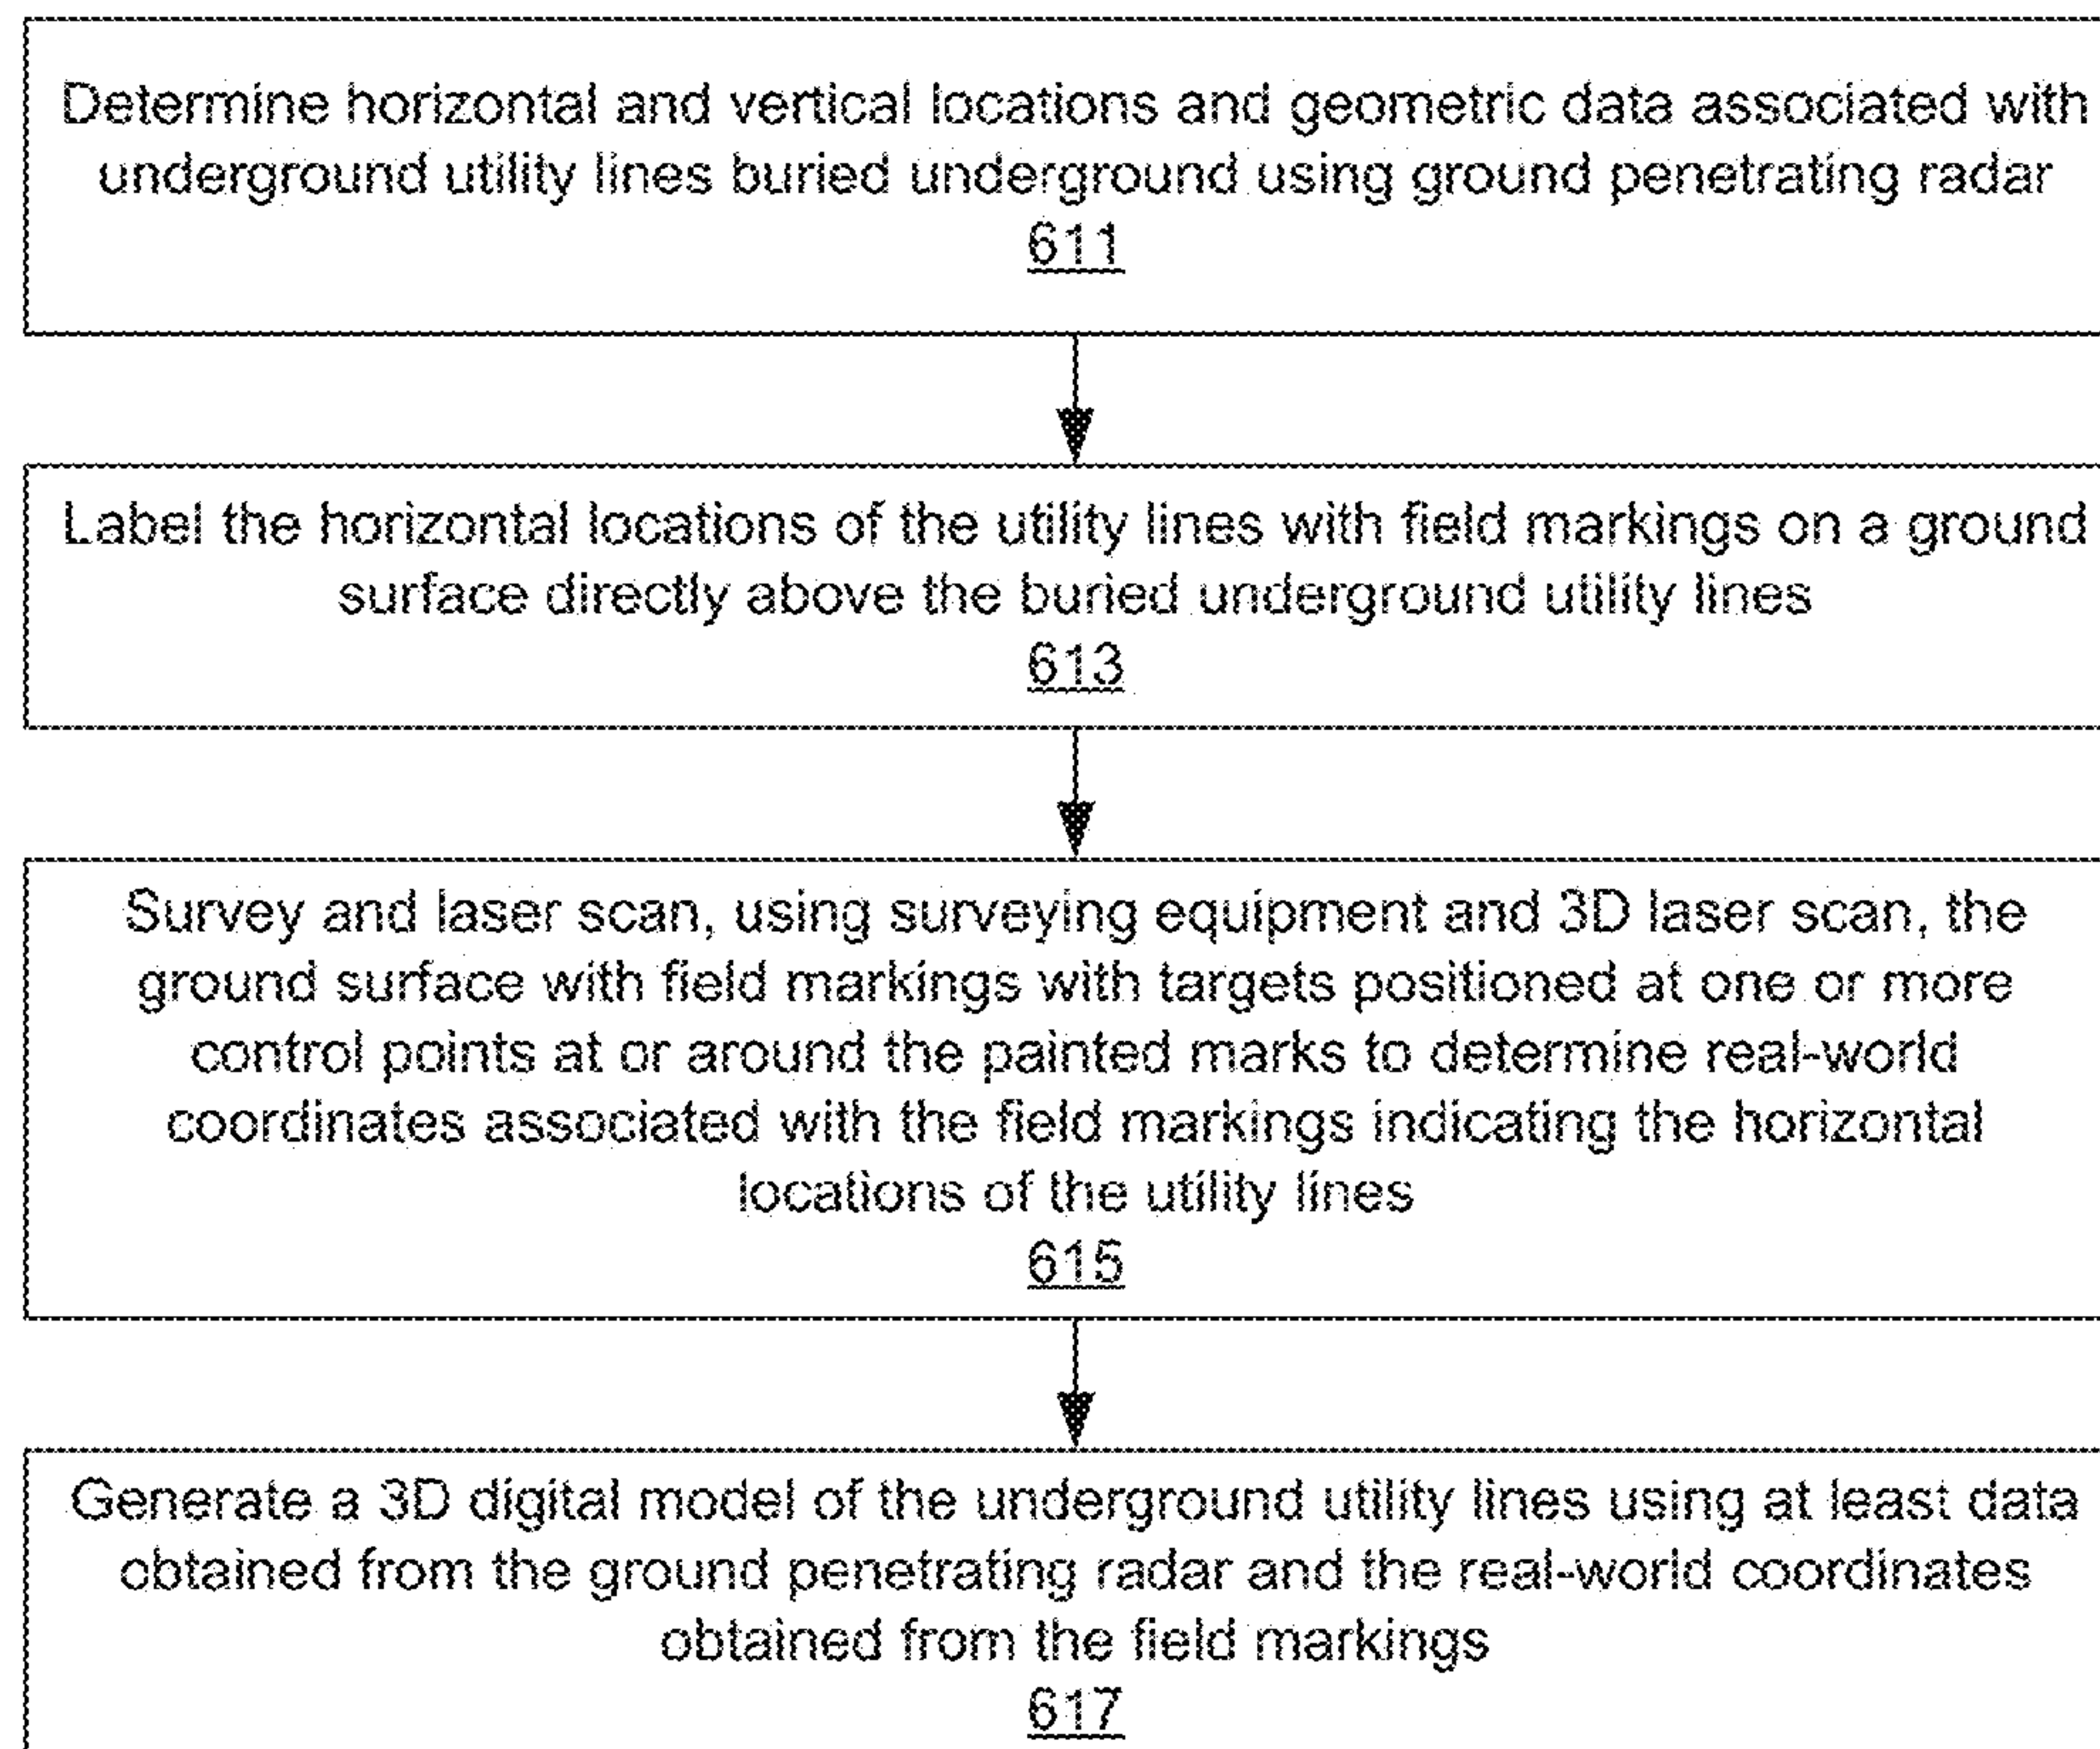 Determine horizontal and vertical locations and geometric data associated with
underground utility lines buried underground using ground penetrating radar
611
Label the horizontal locations of the utility lines with field markings on a ground
surface directly above the buried underground utility lines
613
Survey and laser scan, using surveying equipment and 3D laser scan, the
ground surface with field markings with targets positioned at one or more
control points at or around the painted marks to determine real-world
coordinates associated with the field markings indicating the horizontal
locations of the utility lines
615
Generate a 3D digital model of the underground utility lines using at least data
obtained from the ground penetrating radar and the real-world coordinates
obtained from the field markings
617